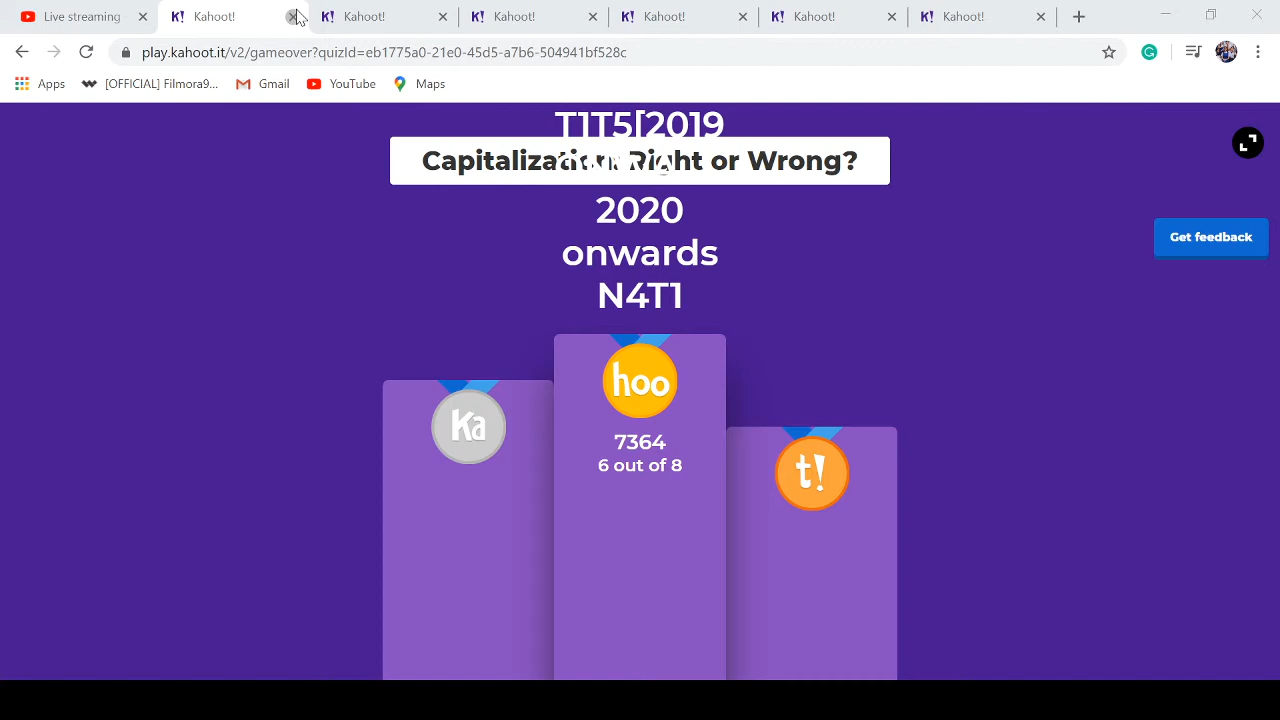 Live streaming
Kahoot!
Kahoot!
Kahoot!
Kahoot!
Kahoot!
Kahoot!
play.kahoot.it/v2/gameover?quizId=eb1775a0-21e0-45d5-a7b6-504941bf528c
Apps
[OFFICIAL] Filmora9...
Gmail
YouTube
Maps
T1T5[2019
Capitalization Right or Wrong?
2020
onwards
N4T1
Get feedback
Ka
hoo
t!
7364
6 out of 8